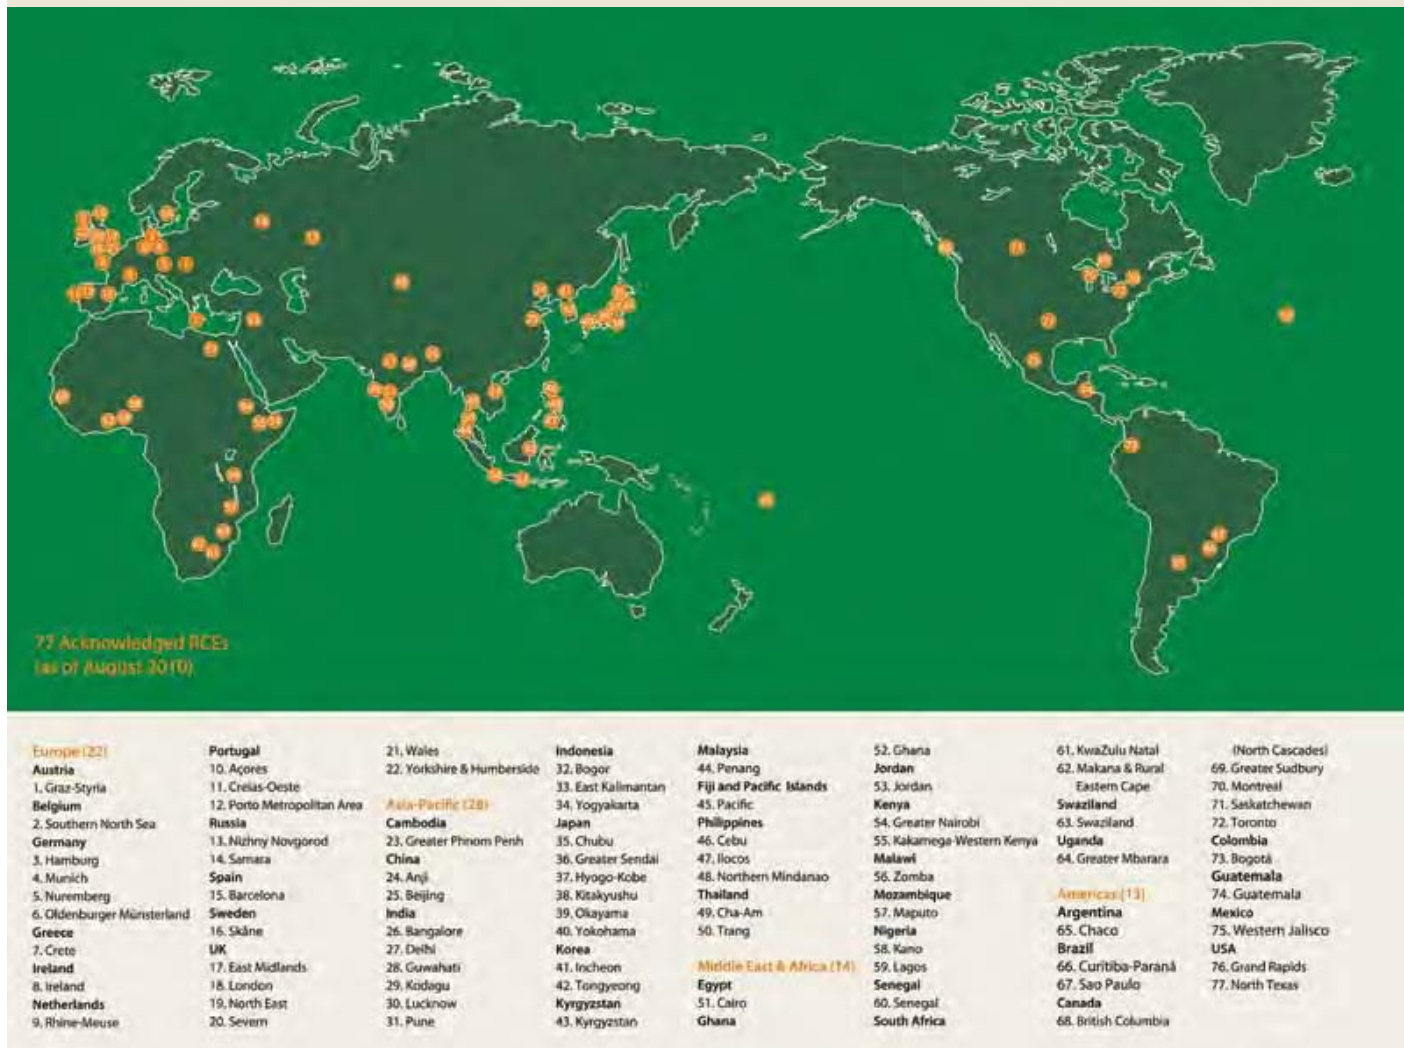 77 Acknowledged RCEs
(as of August 2010)
Europe (22)
Austria
1. Graz-Styria
Belgium
2. Southern North Sea
Germany
3. Hamburg
4. Munich
5. Nuremberg
6. Oldenburger Münsterland
Greece
7. Crete
Ireland
8. Ireland
Netherlands
9. Rhine-Meuse
Portugal
10. Açores
11. Creias-Oeste
12. Porto Metropolitan Area
Russia
13. Nizhny Novgorod
14. Samara
Spain
15. Barcelona
Sweden
16. Skåne
UK
17. East Midlands
18. London
19. North East
20. Severn
21. Wales
22. Yorkshire & Humberside
Asia-Pacific (28)
Cambodia
23. Greater Phnom Penh
China
24. Anji
25. Beijing
India
26. Bangalore
27. Delhi
28. Guwahati
29. Kodagu
30. Lucknow
31. Pune
Indonesia
32. Bogor
33. East Kalimantan
34. Yogyakarta
Japan
35. Chubu
36. Greater Sendai
37. Hyogo-Kobe
38. Kitakyushu
39. Okayama
40. Yokohama
Korea
41. Incheon
42. Tongyeong
Kyrgyzstan
43. Kyrgyzstan
Malaysia
44. Penang
Fiji and Pacific Islands
45. Pacific
Philippines
46. Cebu
47. Ilocos
48. Northern Mindanao
Thailand
49. Cha-Am
50. Trang
Middle East & Africa (14)
Egypt
51. Cairo
Ghana
52. Ghana
Jordan
53. Jordan
Kenya
54. Greater Nairobi
55. Kakamega-Western Kenya
Malawi
56. Zomba
Mozambique
57. Maputo
Nigeria
58. Kano
59. Lagos
Senegal
60. Senegal
South Africa
61. KwaZulu Natal
62. Makana & Rural
Eastern Cape
Swaziland
63. Swaziland
Uganda
64. Greater Mbarara
Americas (13)
Argentina
65. Chaco
Brazil
66. Curitiba-Paraná
67. Sao Paulo
Canada
68. British Columbia
(North Cascades)
69. Greater Sudbury
70. Montreal
71. Saskatchewan
72. Toronto
Colombia
73. Bogotá
Guatemala
74. Guatemala
Mexico
75. Western Jalisco
USA
76. Grand Rapids
77. North Texas